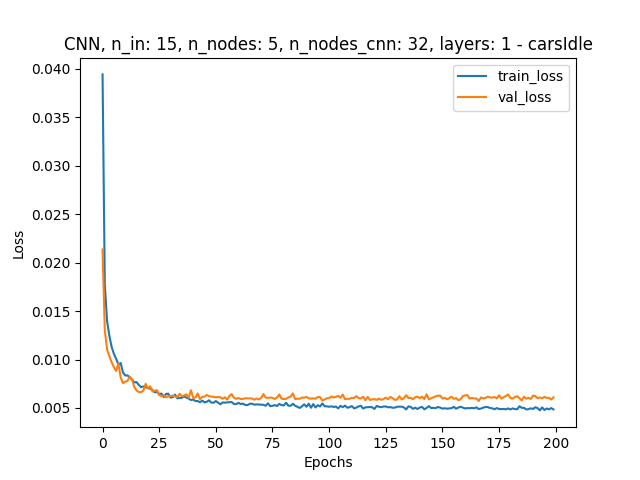 CNN, n_in: 15, n_nodes: 5, n_nodes_cnn: 32, layers: 1 - carsIdle
train_loss
val_loss
0.040
0.035
0.030
0.025
0.020
0.015
0.010
0.005
Loss
0 25 50 75 100 125 150 175 200
Epochs